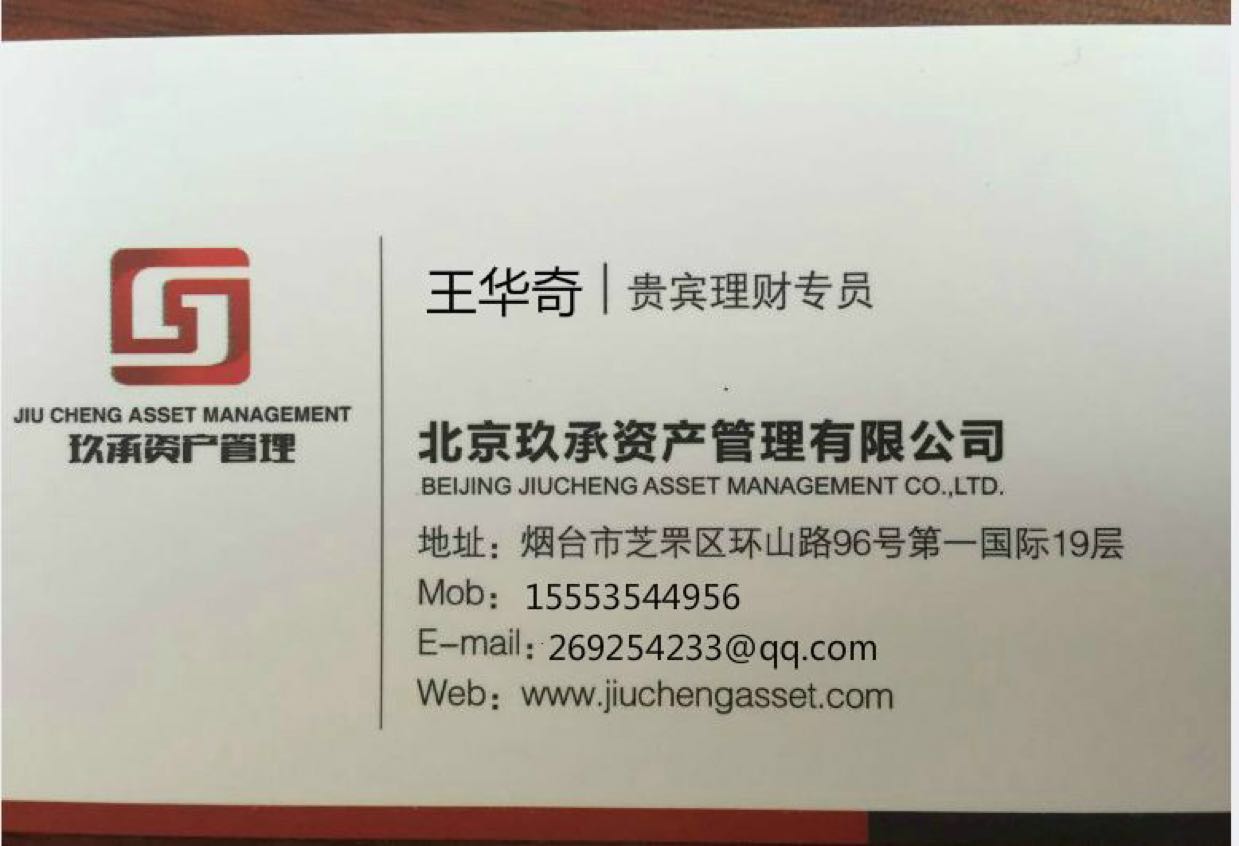 JIU CHENG ASSET MANAGEMENT
玖承资产管理
王华奇｜贵宾理财专员
北京玖承资产管理有限公司
BEIJING JIUCHENG ASSET MANAGEMENT CO.,LTD.
地址：烟台市芝罘区环山路96号第一国际19层
Mob：15553544956
E-mail：269254233@qq.com
Web：www.jiuchengasset.com